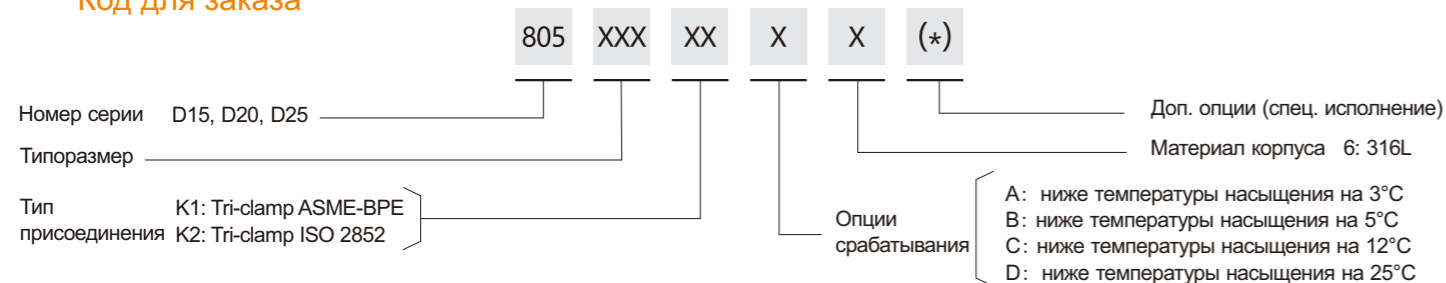 Код для заказа
805 XXX XX X X (*)
Номер серии D15, D20, D25
Типоразмер
Тип присоединения
K1: Tri-clamp ASME-BPE
K2: Tri-clamp ISO 2852
Доп. опции (спец. исполнение)
Материал корпуса 6: 316L
Опции
срабатывания
A: ниже температуры насыщения на 3°C
B: ниже температуры насыщения на 5°C
C: ниже температуры насыщения на 12°C
D: ниже температуры насыщения на 25°C